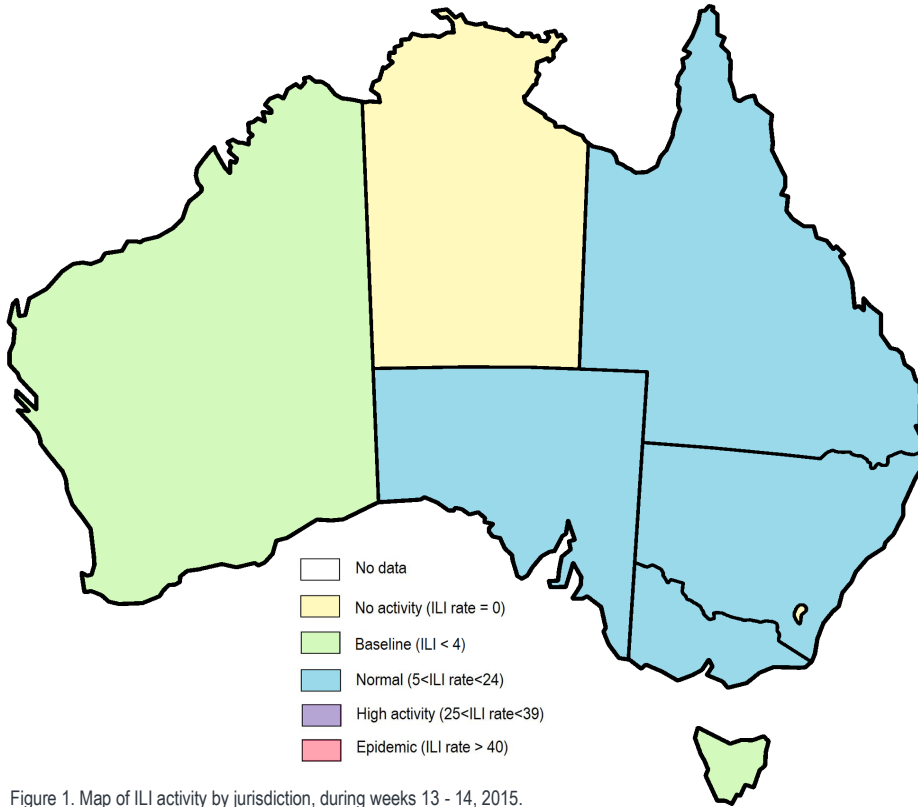 No data
No activity (ILI rate = 0)
Baseline (ILI < 4)
Normal (5<ILI rate<24)
High activity (25<ILI rate<39)
Epidemic (ILI rate > 40)
Figure 1. Map of ILI activity by jurisdiction, during weeks 13 - 14, 2015.